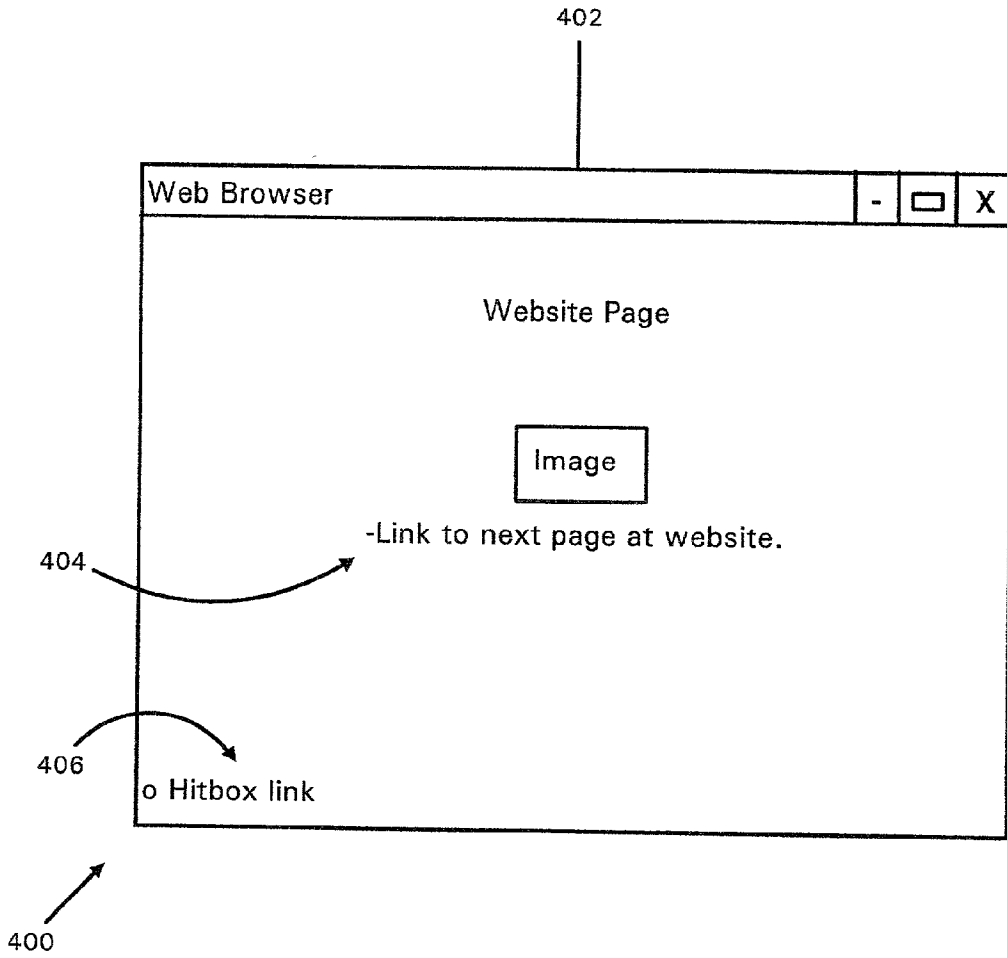 402
Web Browser - X
Website Page
Image
-Link to next page at website.
404
406
o Hitbox link
400